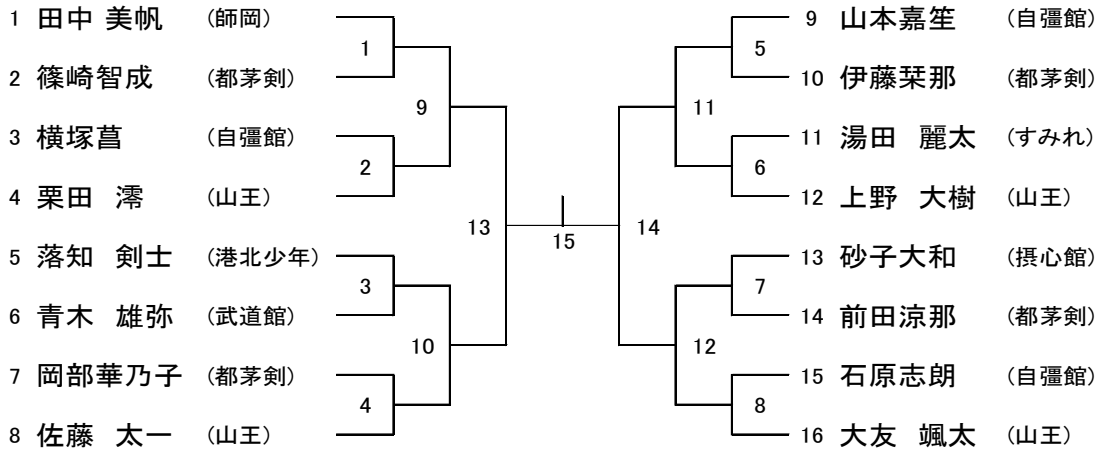 1 田中 美帆 (師岡)
2 篠崎智成 (都茅剣)
3 横塚菖 (自彊館)
4 栗田 澪 (山王)
5 落知 剣士 (港北少年)
6 青木 雄弥 (武道館)
7 岡部華乃子 (都茅剣)
8 佐藤 太一 (山王)
1
2
3
4
9
10
13
15
14
11
12
5
6
7
8
9 山本嘉笙 (自彊館)
10 伊藤栞那 (都茅剣)
11 湯田 麗太 (すみれ)
12 上野 大樹 (山王)
13 砂子大和 (摂心館)
14 前田涼那 (都茅剣)
15 石原志朗 (自彊館)
16 大友 颯太 (山王)